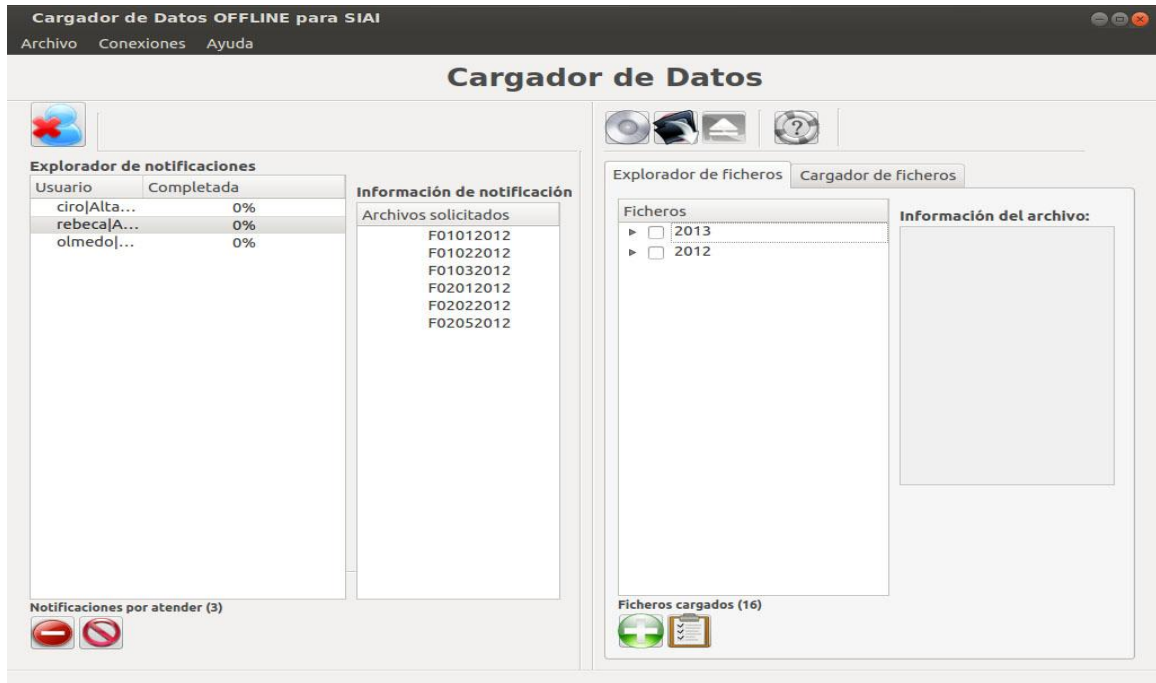 Cargador de Datos OFFLINE para SIAI
Archivo Conexiones Ayuda
Cargador de Datos
Explorador de notificaciones
Usuario Completada
ciro|Alta... 0%
rebeca|A... 0%
olmedo|... 0%
Notificaciones por atender (3)
Información de notificación
Archivos solicitados
F01012012
F01022012
F01032012
F02012012
F02022012
F02052012
Explorador de ficheros Cargador de ficheros
Ficheros
2013
2012
Ficheros cargados (16)
Información del archivo: